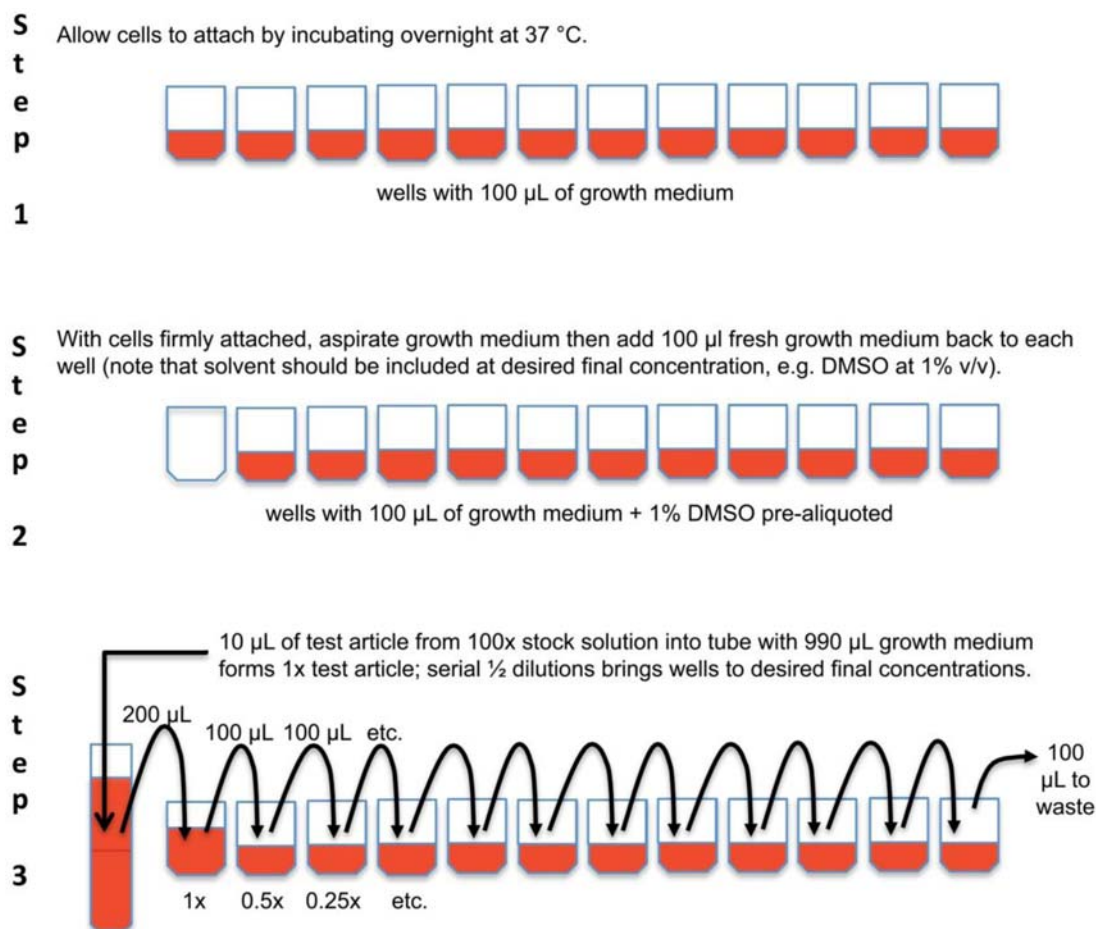 Step 1
Allow cells to attach by incubating overnight at 37 °C.
wells with 100 µL of growth medium
Step 2
With cells firmly attached, aspirate growth medium then add 100 µl fresh growth medium back to each
well (note that solvent should be included at desired final concentration, e.g. DMSO at 1% v/v).
wells with 100 µL of growth medium + 1% DMSO pre-aliquoted
Step 3
10 µL of test article from 100x stock solution into tube with 990 µL growth medium
forms 1x test article; serial ½ dilutions brings wells to desired final concentrations.
200 µL
100 µL 100 µL etc.
100
µL to
waste
1x 0.5x 0.25x etc.